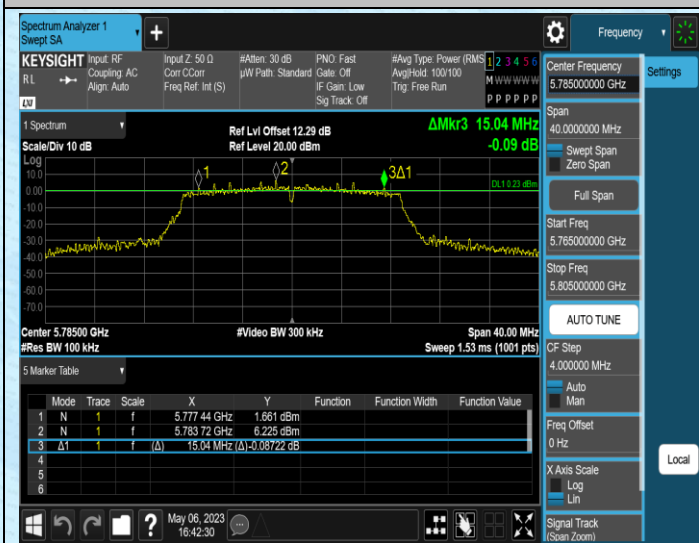 Spectrum Analyzer 1
Swept SA
+
Frequency
KEYSIGHT
RL
LXI
Input: RF
Coupling: AC
Align: Auto
Input Z: 50 Ω
Corr CCorr
Freq Ref: Int (S)
#Atten: 30 dB
µW Path: Standard
PNO: Fast
Gate: Off
IF Gain: Low
Sig Track: Off
#Avg Type: Power (RMS
Avg|Hold: 100/100
Trig: Free Run
1 2 3 4 5 6
M W W W W W
P P P P P P
1 Spectrum
Scale/Div 10 dB
Ref Lvl Offset 12.29 dB
Ref Level 20.00 dBm
ΔMkr3 15.04 MHz
-0.09 dB
Log
10.0
0.00
-10.0
-20.0
-30.0
-40.0
-50.0
-60.0
-70.0
1
2
3Δ1
DL1 0.23 dBm
Center 5.78500 GHz
#Res BW 100 kHz
#Video BW 300 kHz
Span 40.00 MHz
Sweep 1.53 ms (1001 pts)
5 Marker Table
Mode Trace Scale X Y Function Function Width Function Value
1 N 1 f 5.777 44 GHz 1.661 dBm
2 N 1 f 5.783 72 GHz 6.225 dBm
3 Δ1 1 f (Δ) 15.04 MHz (Δ) -0.08722 dB
4
5
6
May 06, 2023
16:42:30
?
Center Frequency
5.785000000 GHz
Settings
Span
40.0000000 MHz
Swept Span
Zero Span
Full Span
Start Freq
5.765000000 GHz
Stop Freq
5.805000000 GHz
AUTO TUNE
CF Step
4.000000 MHz
Auto
Man
Freq Offset
0 Hz
X Axis Scale
Log
Lin
Local
Signal Track
(Span Zoom)